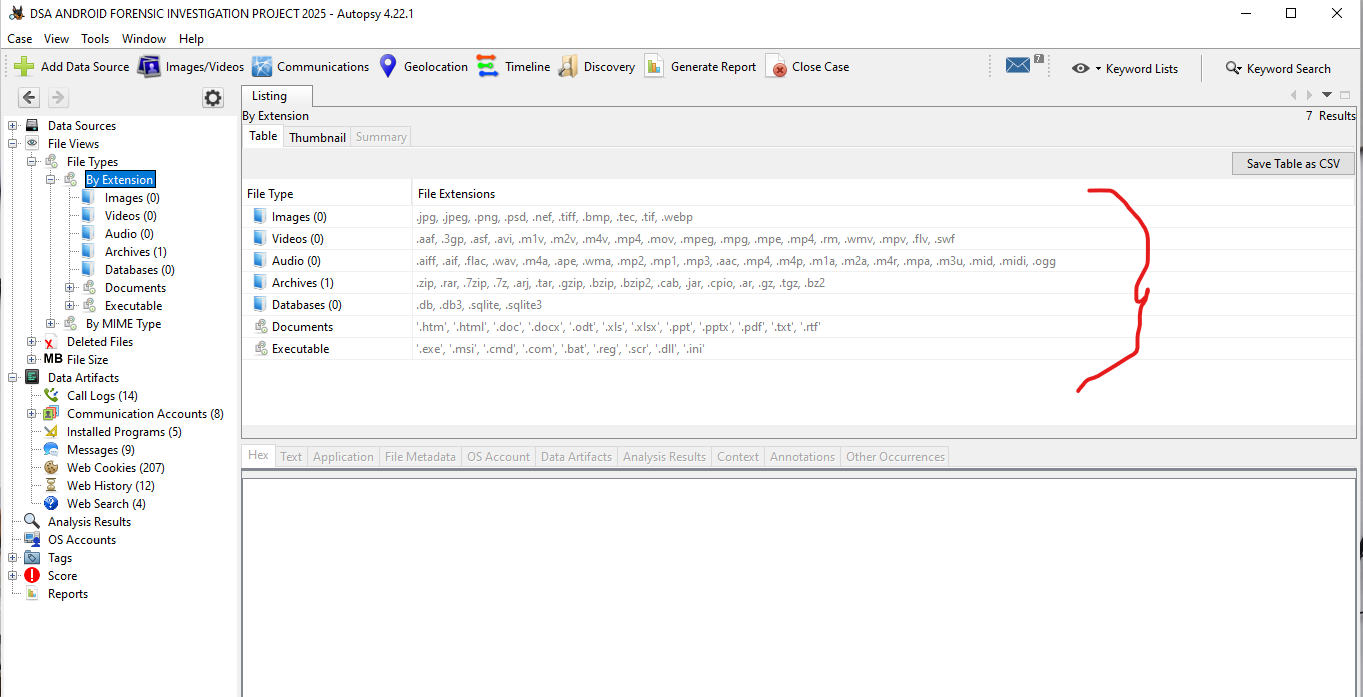 DSA ANDROID FORENSIC INVESTIGATION PROJECT 2025 - Autopsy 4.22.1
Case View Tools Window Help
Add Data Source Images/Videos Communications Geolocation Timeline Discovery Generate Report Close Case 7 Keyword Lists Keyword Search
Data Sources
File Views
File Types
By Extension
Images (0)
Videos (0)
Audio (0)
Archives (1)
Databases (0)
Documents
Executable
By MIME Type
Deleted Files
MB File Size
Data Artifacts
Call Logs (14)
Communication Accounts (8)
Installed Programs (5)
Messages (9)
Web Cookies (207)
Web History (12)
Web Search (4)
Analysis Results
OS Accounts
Tags
Score
Reports
Listing
By Extension 7 Results
Table Thumbnail Summary
Save Table as CSV
File Type File Extensions
Images (0) .jpg, .jpeg, .png, .psd, .nef, .tiff, .bmp, .tec, .tif, .webp
Videos (0) .aaf, .3gp, .asf, .avi, .m1v, .m2v, .m4v, .mp4, .mov, .mpeg, .mpg, .mpe, .mp4, .rm, .wmv, .mpv, .flv, .swf
Audio (0) .aiff, .aif, .flac, .wav, .m4a, .ape, .wma, .mp2, .mp1, .mp3, .aac, .mp4, .m4p, .m1a, .m2a, .m4r, .mpa, .m3u, .mid, .midi, .ogg
Archives (1) .zip, .rar, .7zip, .7z, .arj, .tar, .gzip, .bzip, .bzip2, .cab, .jar, .cpio, .ar, .gz, .tgz, .bz2
Databases (0) .db, .db3, .sqlite, .sqlite3
Documents '.htm', '.html', '.doc', '.docx', '.odt', '.xls', '.xlsx', '.ppt', '.pptx', '.pdf', '.txt', '.rtf'
Executable '.exe', '.msi', '.cmd', '.com', '.bat', '.reg', '.scr', '.dll', '.ini'
Hex Text Application File Metadata OS Account Data Artifacts Analysis Results Context Annotations Other Occurrences